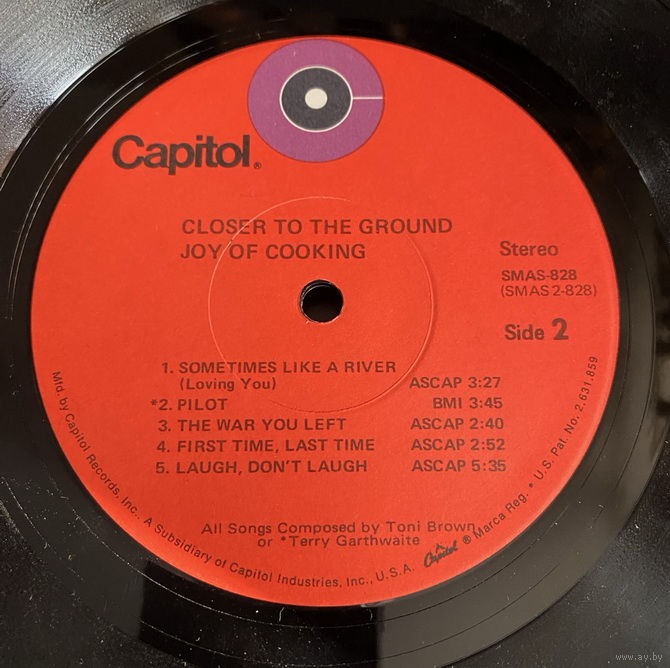 Capitol®
CLOSER TO THE GROUND
JOY OF COOKING
Stereo
SMAS-828
(SMAS 2-828)
Side 2
1. SOMETIMES LIKE A RIVER
(Loving You) ASCAP 3:27
*2. PILOT BMI 3:45
3. THE WAR YOU LEFT ASCAP 2:40
4. FIRST TIME, LAST TIME ASCAP 2:52
5. LAUGH, DON'T LAUGH ASCAP 5:35
All Songs Composed by Toni Brown
or *Terry Garthwaite
Mfd. by Capitol Records, Inc., A Subsidiary of Capitol Industries, Inc., U.S.A. Capitol ® Marca Reg. • U.S. Pat. No. 2,631,859
www.ay.by